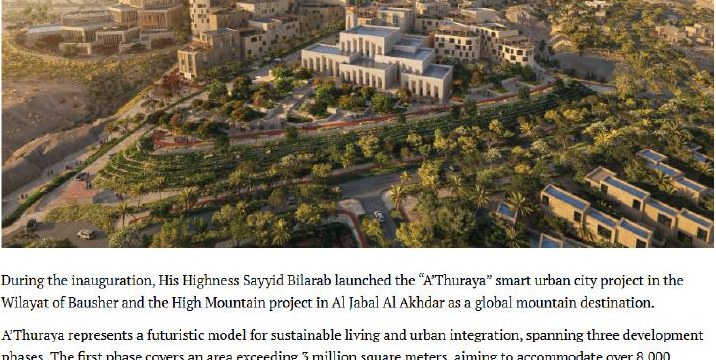 During the inauguration, His Highness Sayyid Bilarab launched the “A’Thuraya” smart urban city project in the
Wilayat of Bausher and the High Mountain project in Al Jabal Al Akhdar as a global mountain destination.
A’Thuraya represents a futuristic model for sustainable living and urban integration, spanning three development
phases. The first phase covers an area exceeding 3 million square meters, aiming to accommodate over 8,000